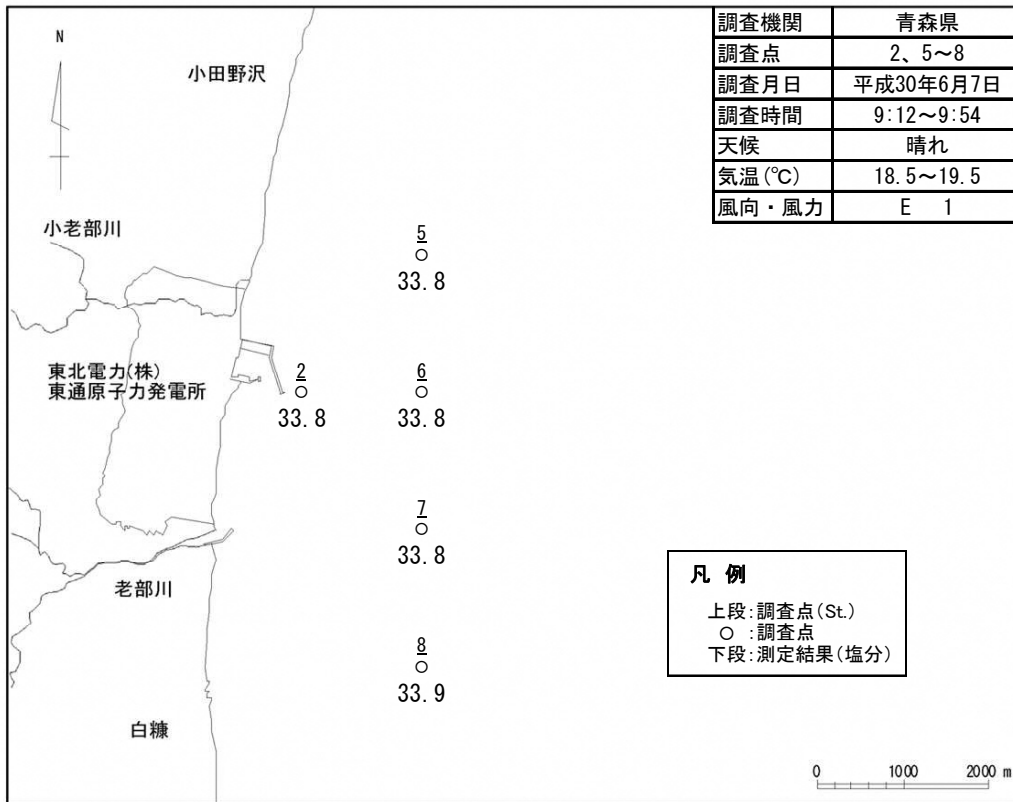 調査機関 青森県
調査点 2、5～8
調査月日 平成30年6月7日
調査時間 9:12～9:54
天候 晴れ
気温(℃) 18.5～19.5
風向・風力 E 1
N
小田野沢
小老部川
5
33.8
東北電力(株)
東通原子力発電所
2
33.8
6
33.8
7
33.8
老部川
8
33.9
白糠
凡 例
上段:調査点(St.)
○ :調査点
下段:測定結果(塩分)
0 1000 2000 m